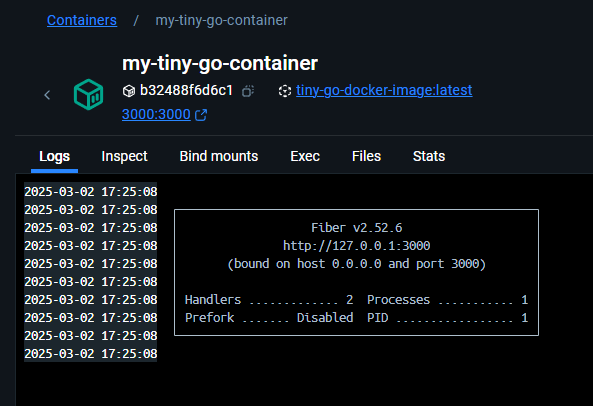 Containers / my-tiny-go-container
my-tiny-go-container
b32488f6d6c1 tiny-go-docker-image:latest
3000:3000
Logs Inspect Bind mounts Exec Files Stats
2025-03-02 17:25:08
2025-03-02 17:25:08
2025-03-02 17:25:08 Fiber v2.52.6
2025-03-02 17:25:08 http://127.0.0.1:3000
2025-03-02 17:25:08 (bound on host 0.0.0.0 and port 3000)
2025-03-02 17:25:08
2025-03-02 17:25:08 Handlers ............. 2 Processes ........... 1
2025-03-02 17:25:08 Prefork ....... Disabled PID ................. 1
2025-03-02 17:25:08
2025-03-02 17:25:08